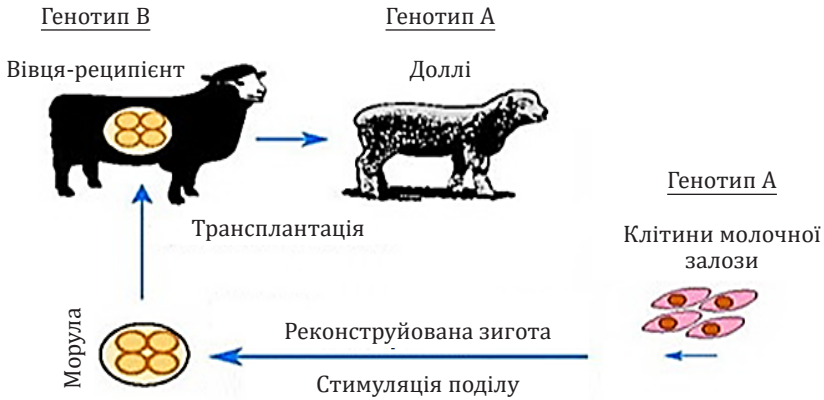 Генотип В
Генотип А
Вівця-реципієнт
Доллі
Генотип А
Трансплантація
Клітини молочної
залози
Морула
Реконструйована зигота
Стимуляція поділу